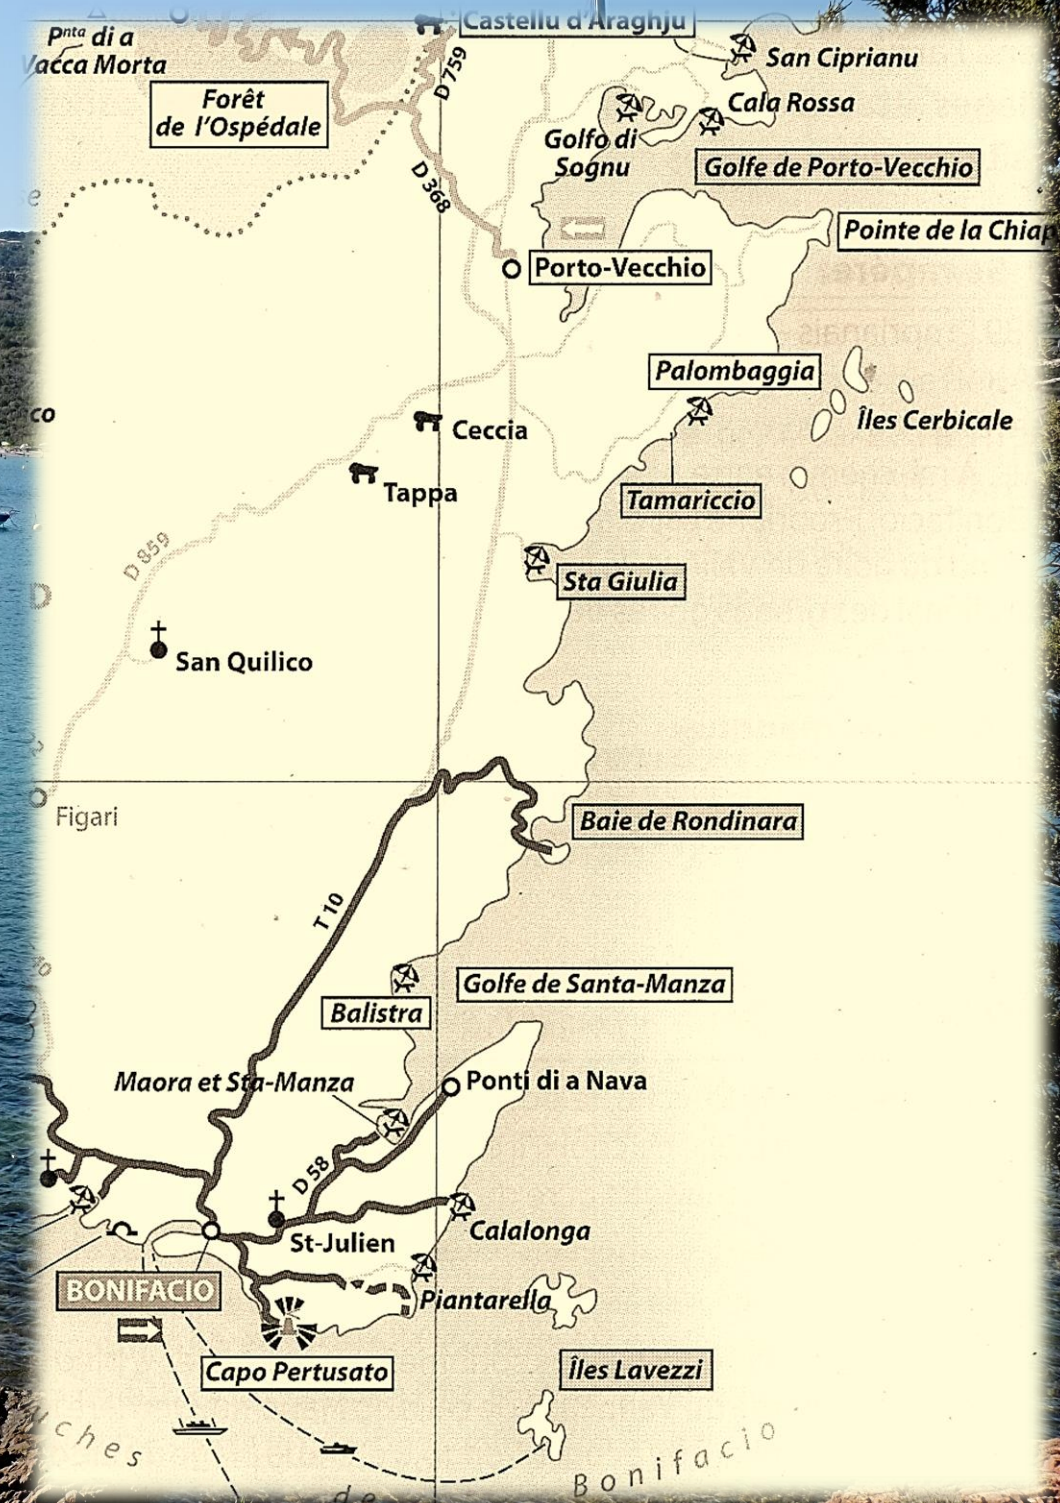 Castellu d'Araghju
Pnta di a
Vacca Morta
D 759
San Ciprianu
Forêt
de l'Ospédale
Cala Rossa
Golfo di
Sognu
Golfe de Porto-Vecchio
D 368
Pointe de la Chiap
Porto-Vecchio
Palombaggia
co
Ceccia
Îles Cerbicale
Tappa
Tamariccio
D 859
Sta Giulia
San Quilico
Figari
Baie de Rondinara
T 10
Golfe de Santa-Manza
Balistra
Maora et Sta-Manza
Ponti di a Nava
D 58
Calalonga
St-Julien
BONIFACIO
Piantarella
Capo Pertusato
Îles Lavezzi
uches
de
Bonifacio